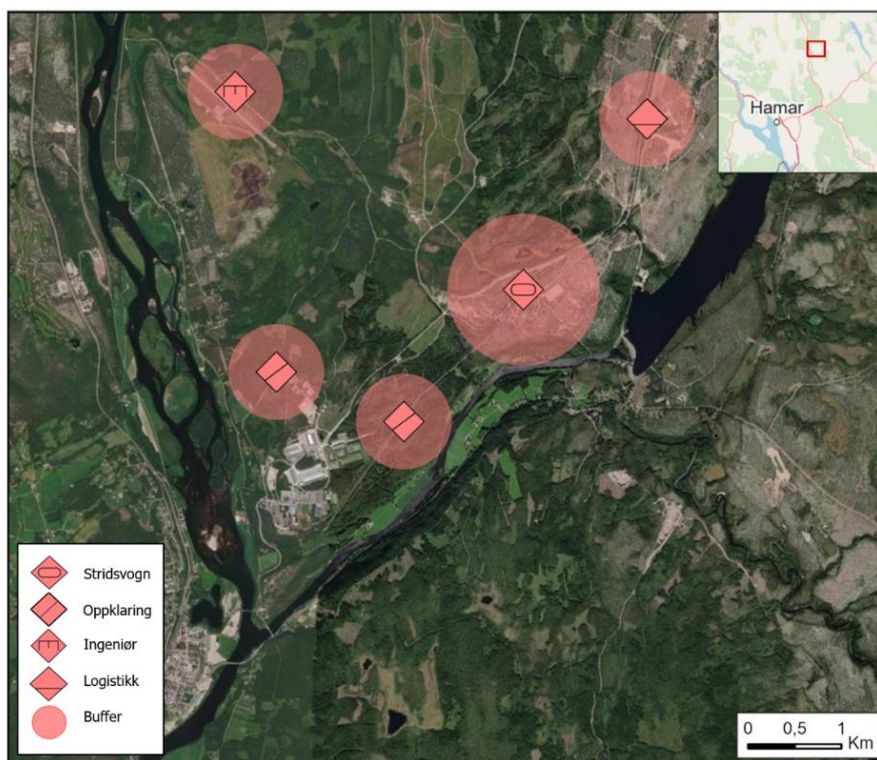 Hamar
Stridsvogn
Oppklaring
Ingeniør
Logistikk
Buffer
0 0,5 1
Km